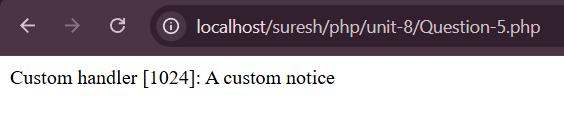 localhost/suresh/php/unit-8/Question-5.php
Custom handler [1024]: A custom notice